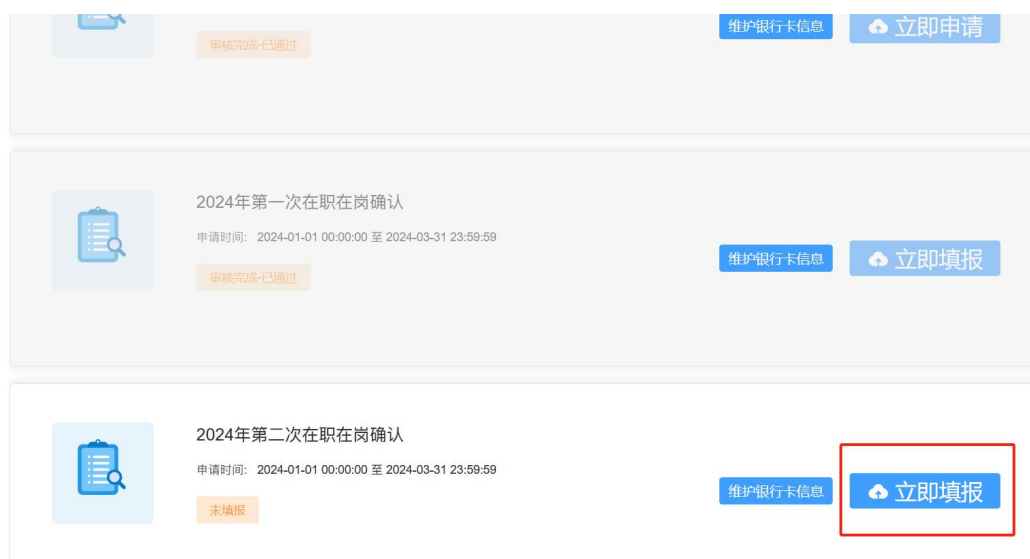 审核完成-已通过
维护银行卡信息
立即申请
2024年第一次在职在岗确认
申请时间: 2024-01-01 00:00:00 至 2024-03-31 23:59:59
审核完成-已通过
维护银行卡信息
立即填报
2024年第二次在职在岗确认
申请时间: 2024-01-01 00:00:00 至 2024-03-31 23:59:59
未填报
维护银行卡信息
立即填报